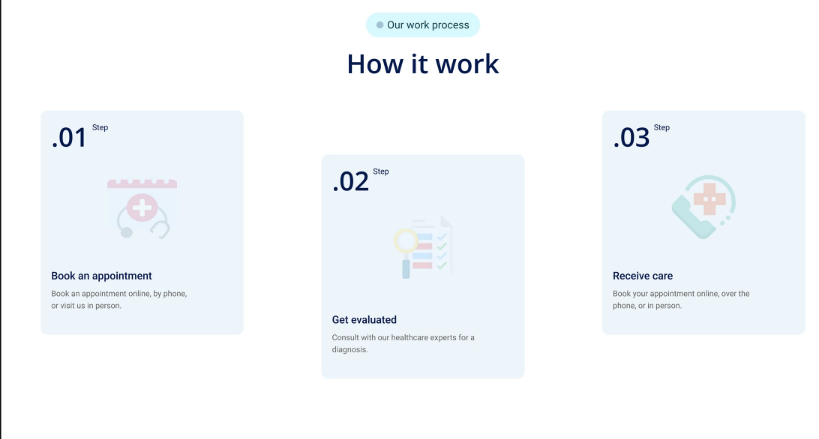 Our work process
How it work
.01 Step
Book an appointment
Book an appointment online, by phone,
or visit us in person.
.02 Step
Get evaluated
Consult with our healthcare experts for a
diagnosis.
.03 Step
Receive care
Book your appointment online, over the
phone, or in person.